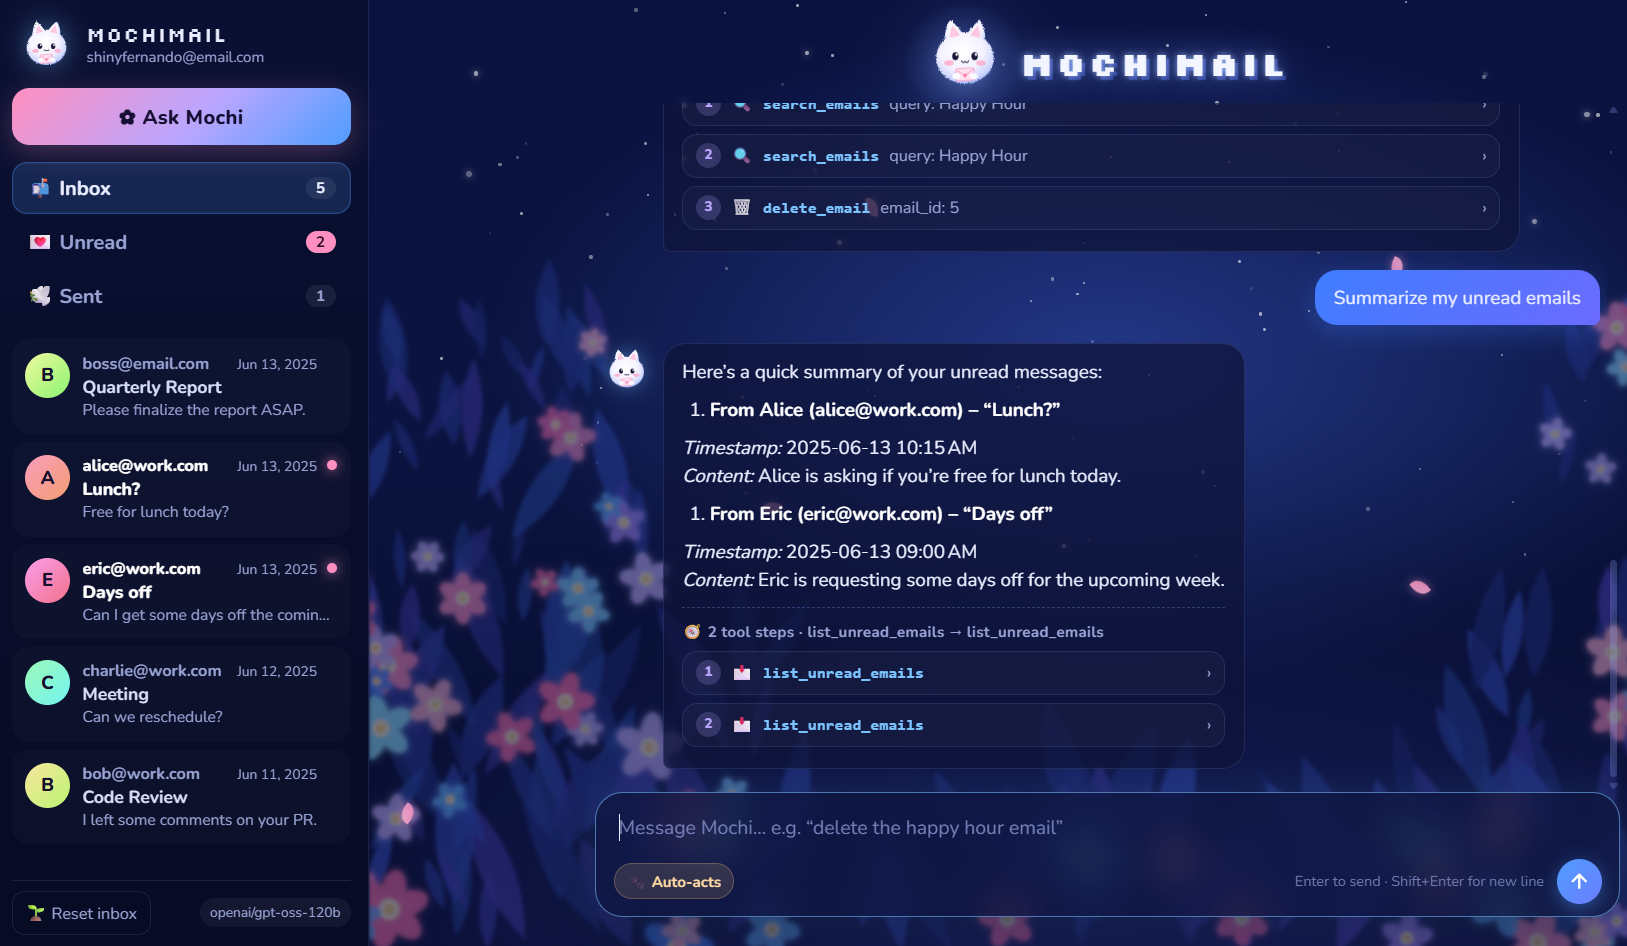 MOCHIMAIL
shinyfernando@email.com
✿ Ask Mochi
Inbox 5
Unread 2
Sent 1
B boss@email.com Jun 13, 2025
Quarterly Report
Please finalize the report ASAP.
A alice@work.com Jun 13, 2025
Lunch?
Free for lunch today?
E eric@work.com Jun 13, 2025
Days off
Can I get some days off the comin...
C charlie@work.com Jun 12, 2025
Meeting
Can we reschedule?
B bob@work.com Jun 11, 2025
Code Review
I left some comments on your PR.
Reset inbox
openai/gpt-oss-120b
MOCHIMAIL
1 search_emails query: Happy Hour ›
2 search_emails query: Happy Hour ›
3 delete_email email_id: 5 ›
Summarize my unread emails
Here’s a quick summary of your unread messages:
1. From Alice (alice@work.com) – “Lunch?”
Timestamp: 2025-06-13 10:15 AM
Content: Alice is asking if you’re free for lunch today.
1. From Eric (eric@work.com) – “Days off”
Timestamp: 2025-06-13 09:00 AM
Content: Eric is requesting some days off for the upcoming week.
2 tool steps · list_unread_emails → list_unread_emails
1 list_unread_emails ›
2 list_unread_emails ›
Message Mochi... e.g. “delete the happy hour email”
Auto-acts
Enter to send · Shift+Enter for new line